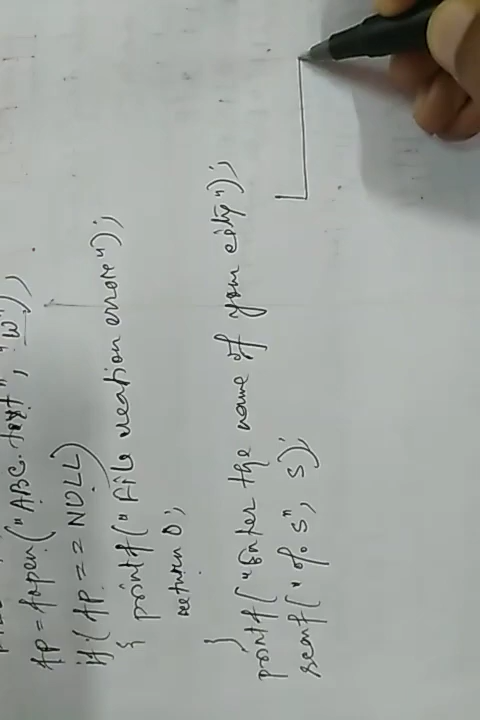 fp = fopen("ABC.text", "w");
if (fp == NULL)
{ printf("File creation error");
return 0;
}
printf("Enter the name of your city");
scanf("%s", s);